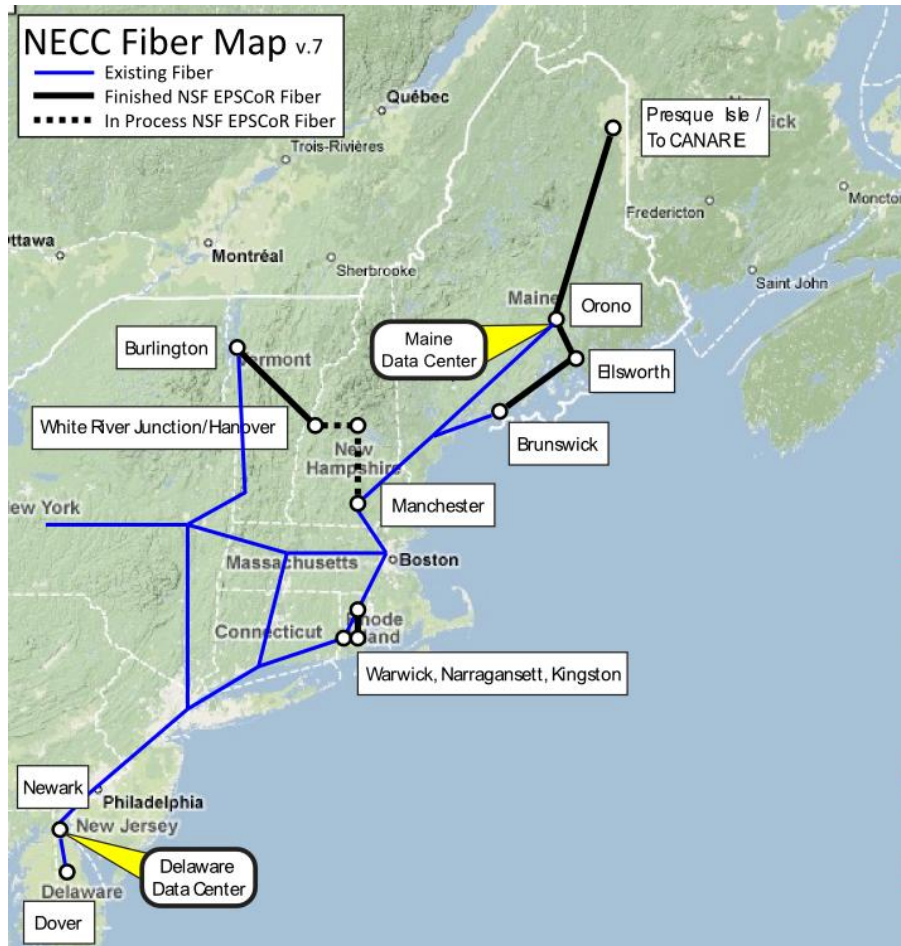 NECC Fiber Map v.7
Existing Fiber
Finished NSF EPSCoR Fiber
In Process NSF EPSCoR Fiber
Québec
Presque Isle /
To CANARIE
Trois-Rivières
Moncton
Fredericton
Ottawa
Montréal
Sherbrooke
Saint John
Maine
Orono
Maine
Data Center
Burlington
Vermont
Ellsworth
White River Junction/Hanover
Brunswick
New
Hampshire
New York
Manchester
Massachusetts
Boston
Connecticut
Rhode
Island
Warwick, Narragansett, Kingston
Newark
Philadelphia
New Jersey
Delaware
Data Center
Delaware
Dover